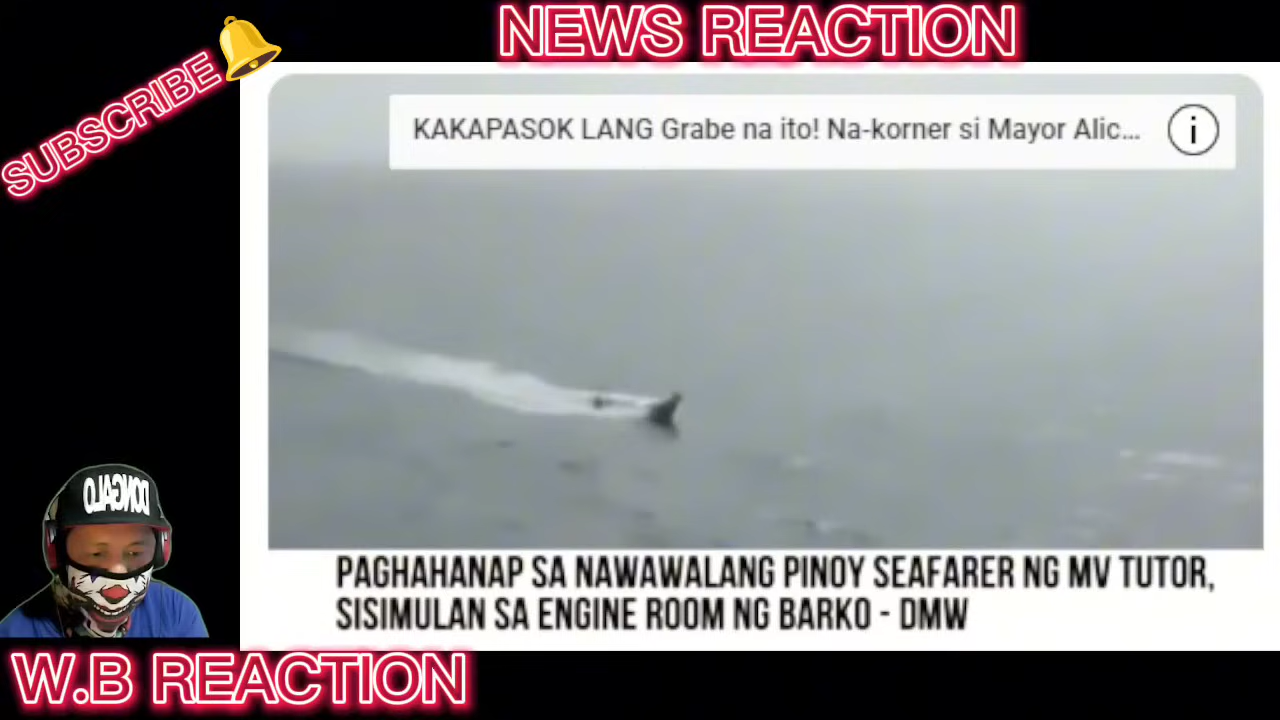 NEWS REACTION
SUBSCRIBE
KAKAPASOK LANG Grabe na ito! Na-korner si Mayor Alic...
DONGALO
PAGHAHANAP SA NAWAWALANG PINOY SEAFARER NG MV TUTOR,
SISIMULAN SA ENGINE ROOM NG BARKO - DMW
W.B REACTION